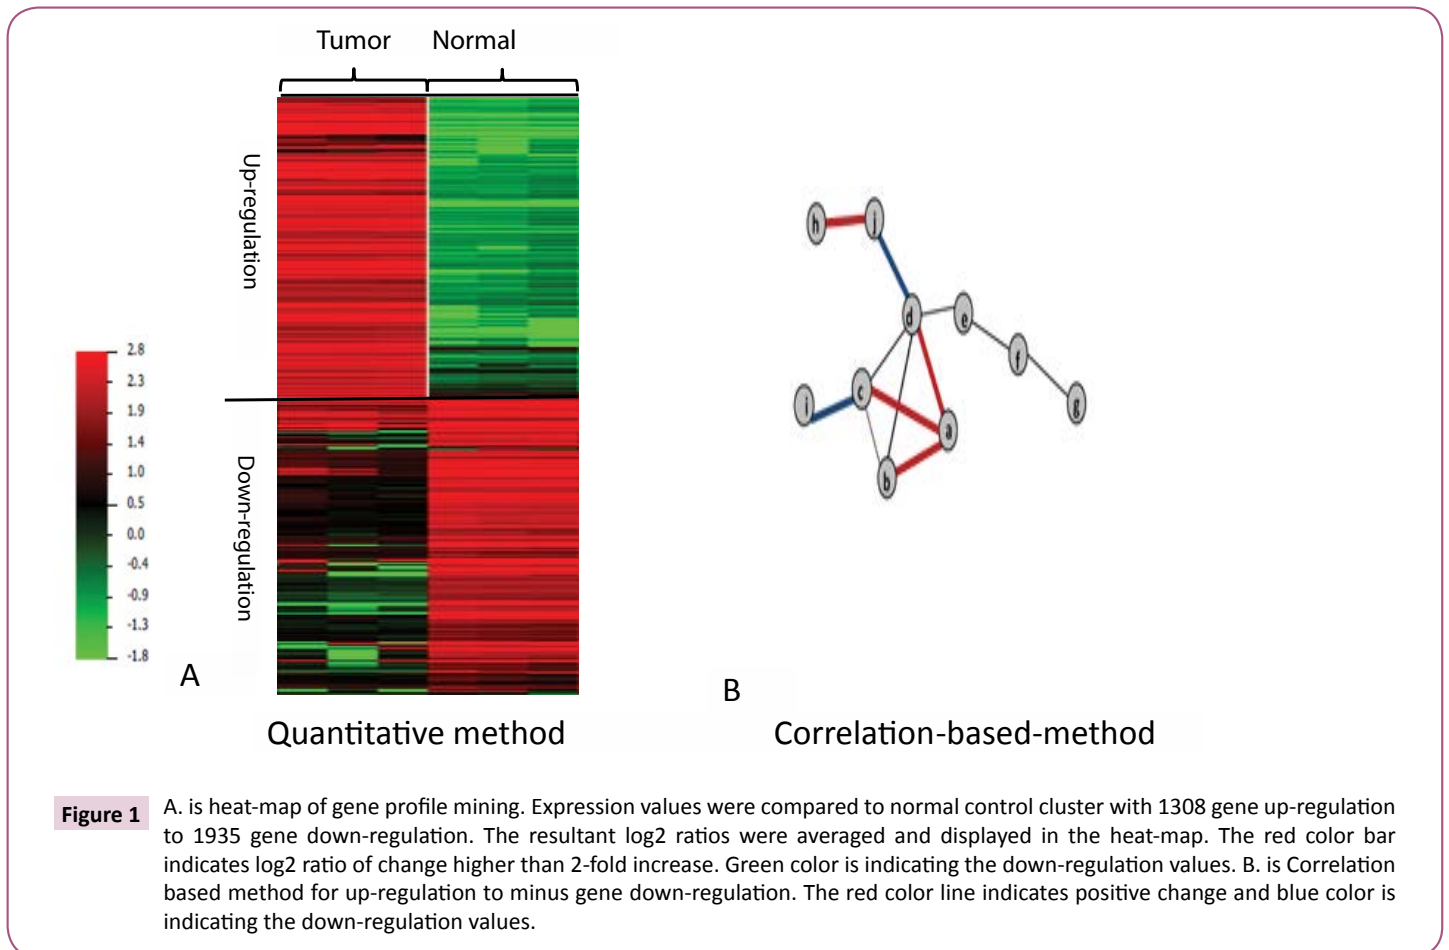 Tumor Normal
Up-regulation
Down-regulation
2.8
2.3
1.9
1.4
1.0
0.5
0.0
-0.4
-0.9
-1.3
-1.8
A
Quantitative method
h
j
d
e
f
g
c
i
a
b
B
Correlation-based-method
Figure 1
A. is heat-map of gene profile mining. Expression values were compared to normal control cluster with 1308 gene up-regulation
to 1935 gene down-regulation. The resultant log2 ratios were averaged and displayed in the heat-map. The red color bar
indicates log2 ratio of change higher than 2-fold increase. Green color is indicating the down-regulation values. B. is Correlation
based method for up-regulation to minus gene down-regulation. The red color line indicates positive change and blue color is
indicating the down-regulation values.